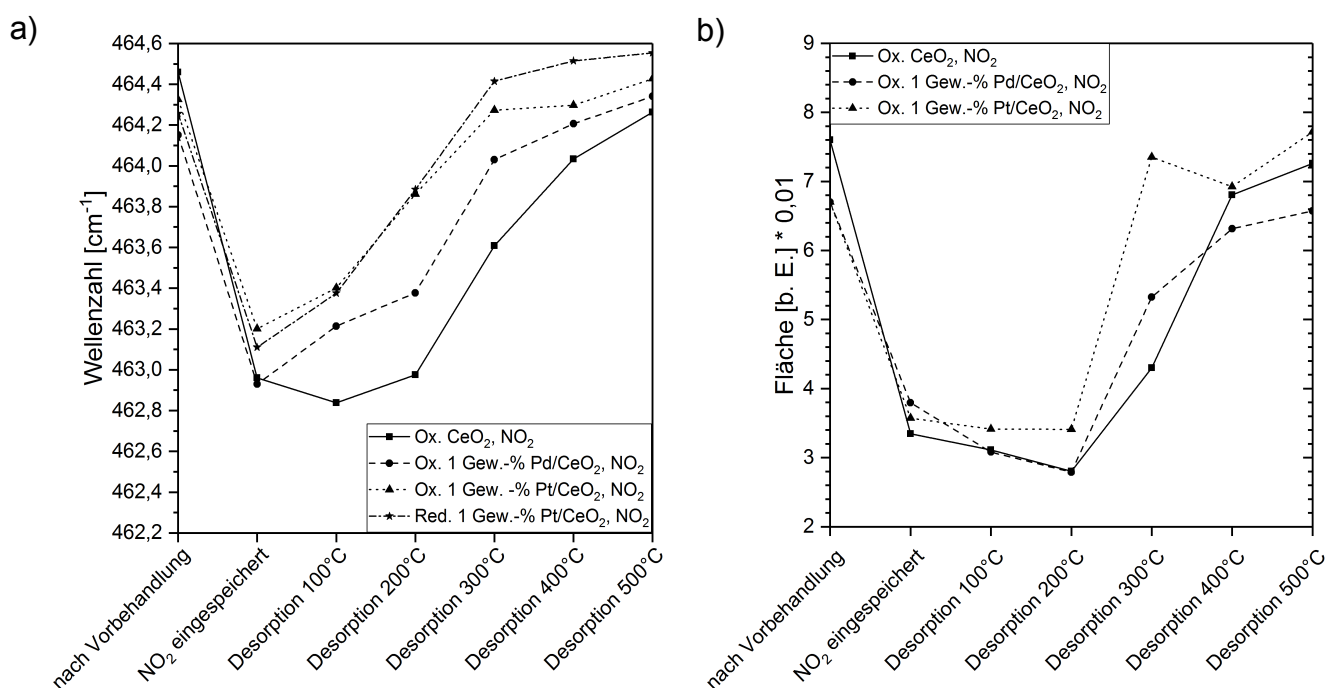 a)
Wellenzahl [cm⁻¹]
464,6
464,4
464,2
464,0
463,8
463,6
463,4
463,2
463,0
462,8
462,6
462,4
462,2
Ox. CeO₂, NO₂
Ox. 1 Gew.-% Pd/CeO₂, NO₂
Ox. 1 Gew. -% Pt/CeO₂, NO₂
Red. 1 Gew.-% Pt/CeO₂, NO₂
nach Vorbehandlung
NO₂ eingespeichert
Desorption 100°C
Desorption 200°C
Desorption 300°C
Desorption 400°C
Desorption 500°C
b)
Fläche [b. E.] * 0,01
9
8
7
6
5
4
3
2
Ox. CeO₂, NO₂
Ox. 1 Gew.-% Pd/CeO₂, NO₂
Ox. 1 Gew.-% Pt/CeO₂, NO₂
nach Vorbehandlung
NO₂ eingespeichert
Desorption 100°C
Desorption 200°C
Desorption 300°C
Desorption 400°C
Desorption 500°C